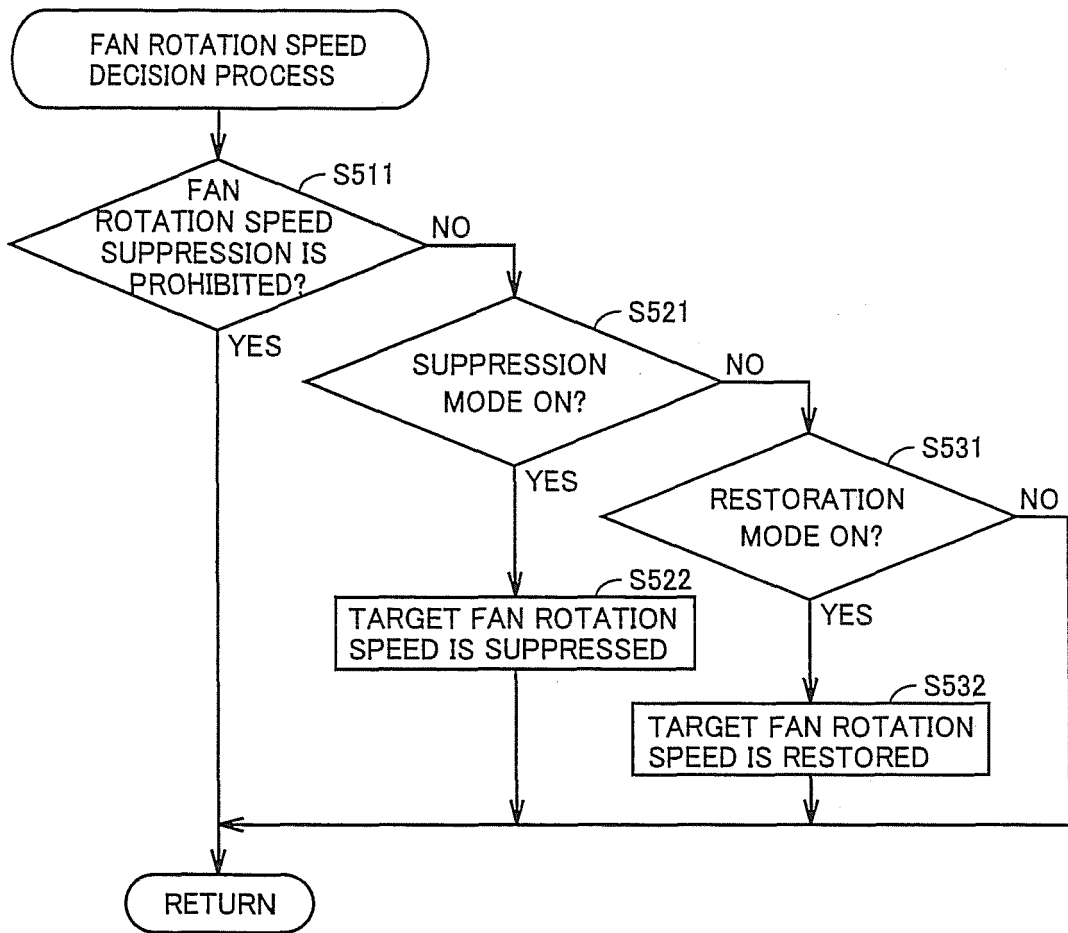 FAN ROTATION SPEED
DECISION PROCESS
S511
FAN
ROTATION SPEED
SUPPRESSION IS
PROHIBITED?
NO
YES
S521
SUPPRESSION
MODE ON?
NO
YES
S531
RESTORATION
MODE ON?
NO
YES
S522
TARGET FAN ROTATION
SPEED IS SUPPRESSED
S532
TARGET FAN ROTATION
SPEED IS RESTORED
RETURN